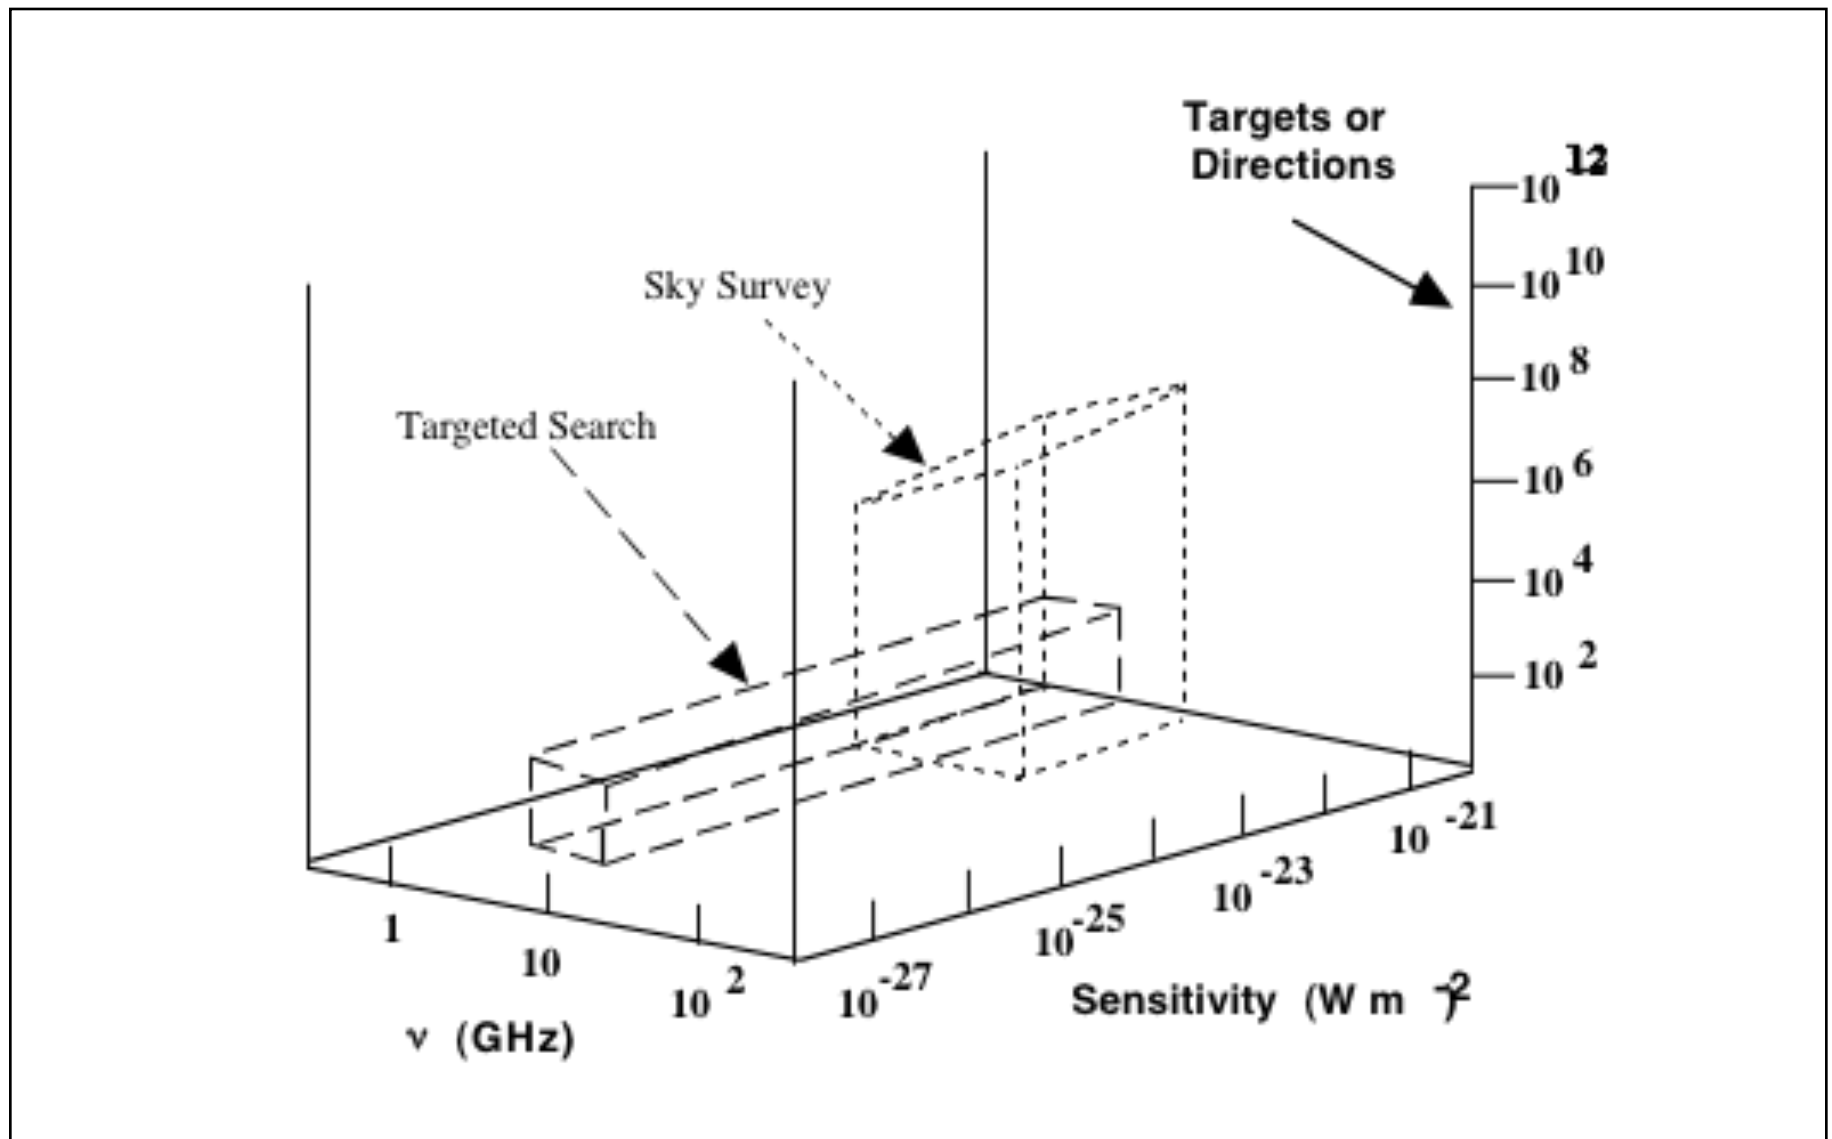 Targets or
Directions
10 12
10 10
Sky Survey
10 8
Targeted Search
10 6
10 4
10 2
10 -21
10 -23
1
10 -25
10
10 2
10 -27
Sensitivity (W m -2)
ν (GHz)